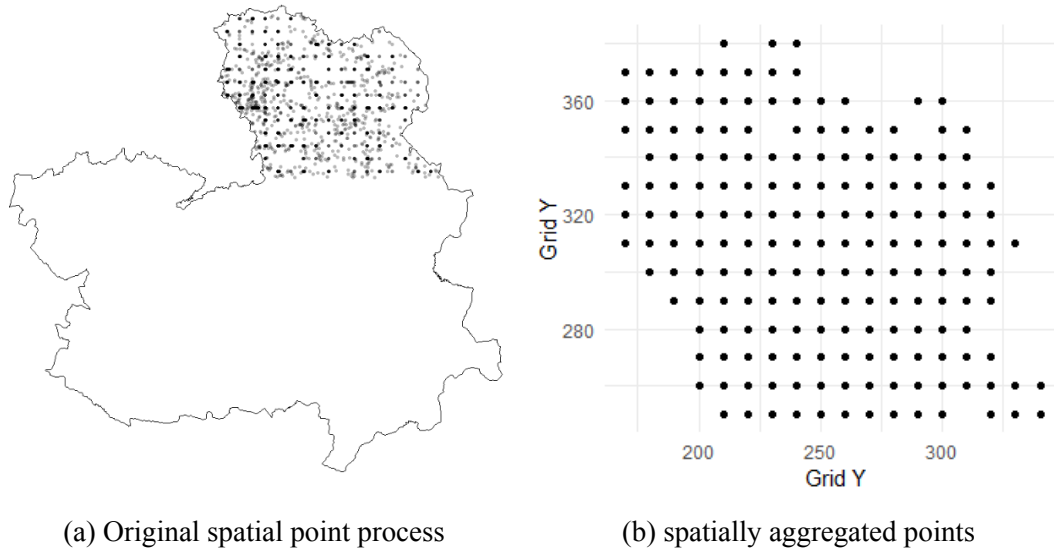 360
320
280
Grid Y
200
250
300
Grid Y
(a) Original spatial point process
(b) spatially aggregated points